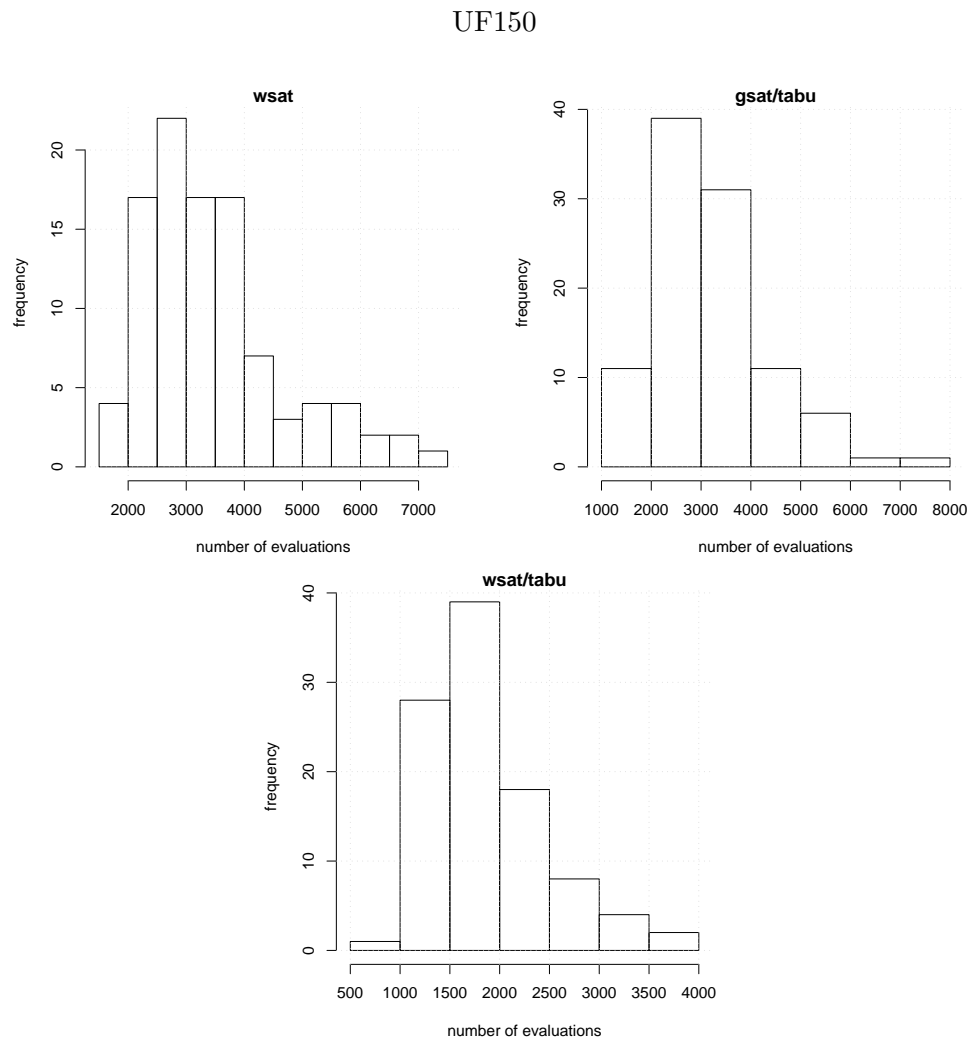 UF150
wsat
frequency
0 5 10 15 20
2000 3000 4000 5000 6000 7000
number of evaluations
gsat/tabu
frequency
0 10 20 30 40
1000 2000 3000 4000 5000 6000 7000 8000
number of evaluations
wsat/tabu
frequency
0 10 20 30 40
500 1000 1500 2000 2500 3000 3500 4000
number of evaluations